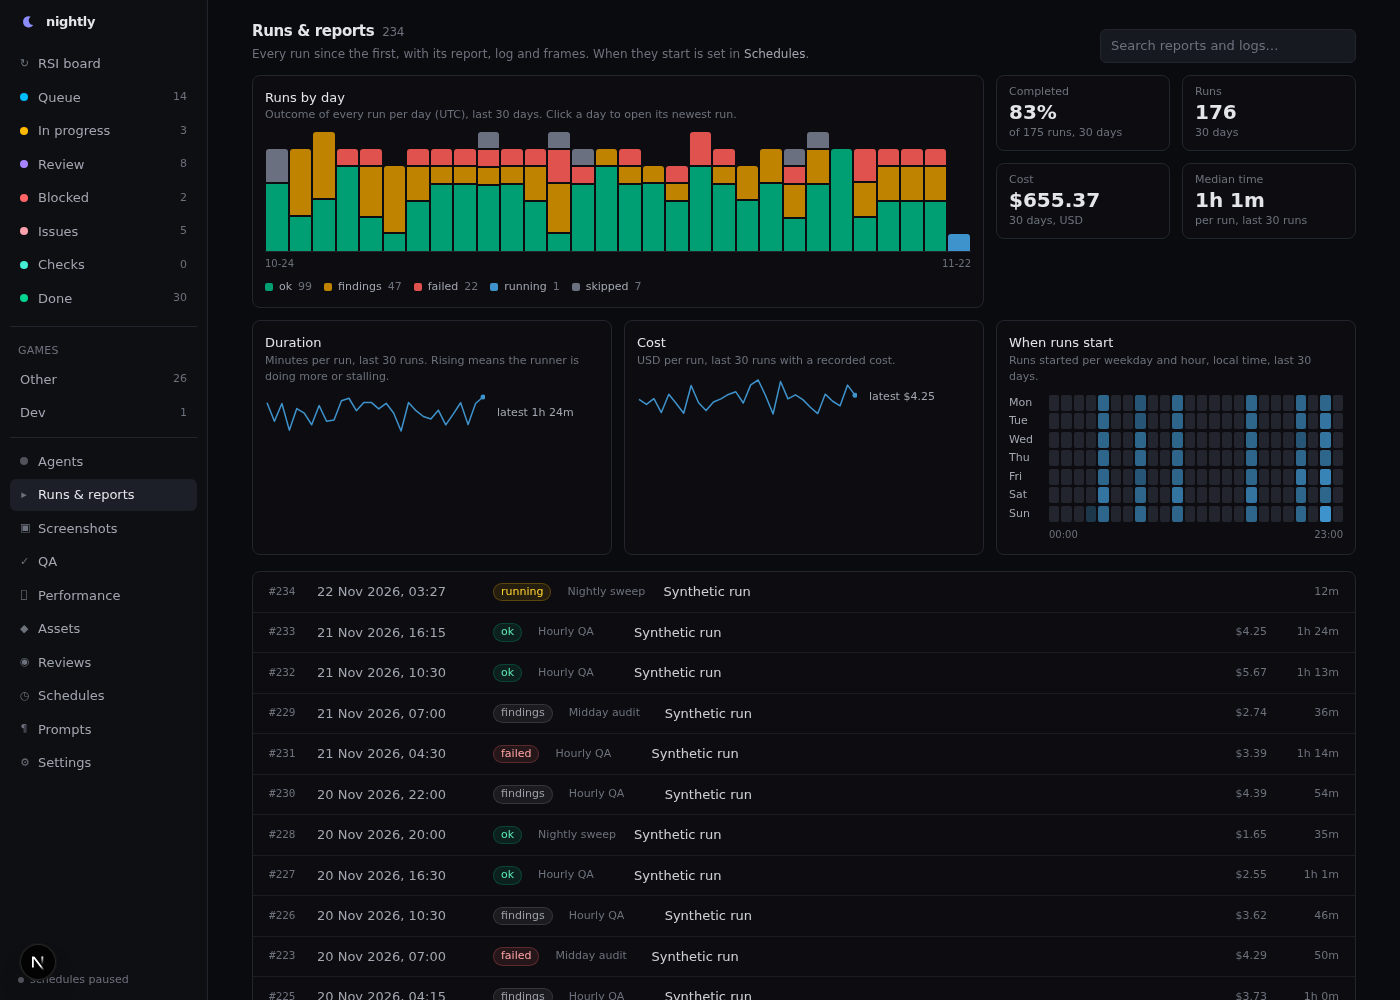 nightly
RSI board
Queue 14
In progress 3
Review 8
Blocked 2
Issues 5
Checks 0
Done 30
GAMES
Other 26
Dev 1
Agents
Runs & reports
Screenshots
QA
Performance
Assets
Reviews
Schedules
Prompts
Settings
schedules paused
Runs & reports 234
Every run since the first, with its report, log and frames. When they start is set in Schedules.
Search reports and logs...
Runs by day
Outcome of every run per day (UTC), last 30 days. Click a day to open its newest run.
10-24 11-22
ok 99 findings 47 failed 22 running 1 skipped 7
Completed
83%
of 175 runs, 30 days
Runs
176
30 days
Cost
$655.37
30 days, USD
Median time
1h 1m
per run, last 30 runs
Duration
Minutes per run, last 30 runs. Rising means the runner is
doing more or stalling.
latest 1h 24m
Cost
USD per run, last 30 runs with a recorded cost.
latest $4.25
When runs start
Runs started per weekday and hour, local time, last 30
days.
Mon
Tue
Wed
Thu
Fri
Sat
Sun
00:00 23:00
#234 22 Nov 2026, 03:27 running Nightly sweep Synthetic run 12m
#233 21 Nov 2026, 16:15 ok Hourly QA Synthetic run $4.25 1h 24m
#232 21 Nov 2026, 10:30 ok Hourly QA Synthetic run $5.67 1h 13m
#229 21 Nov 2026, 07:00 findings Midday audit Synthetic run $2.74 36m
#231 21 Nov 2026, 04:30 failed Hourly QA Synthetic run $3.39 1h 14m
#230 20 Nov 2026, 22:00 findings Hourly QA Synthetic run $4.39 54m
#228 20 Nov 2026, 20:00 ok Nightly sweep Synthetic run $1.65 35m
#227 20 Nov 2026, 16:30 ok Hourly QA Synthetic run $2.55 1h 1m
#226 20 Nov 2026, 10:30 findings Hourly QA Synthetic run $3.62 46m
#223 20 Nov 2026, 07:00 failed Midday audit Synthetic run $4.29 50m
#225 20 Nov 2026, 04:15 findings Hourly QA Synthetic run $3.73 1h 0m